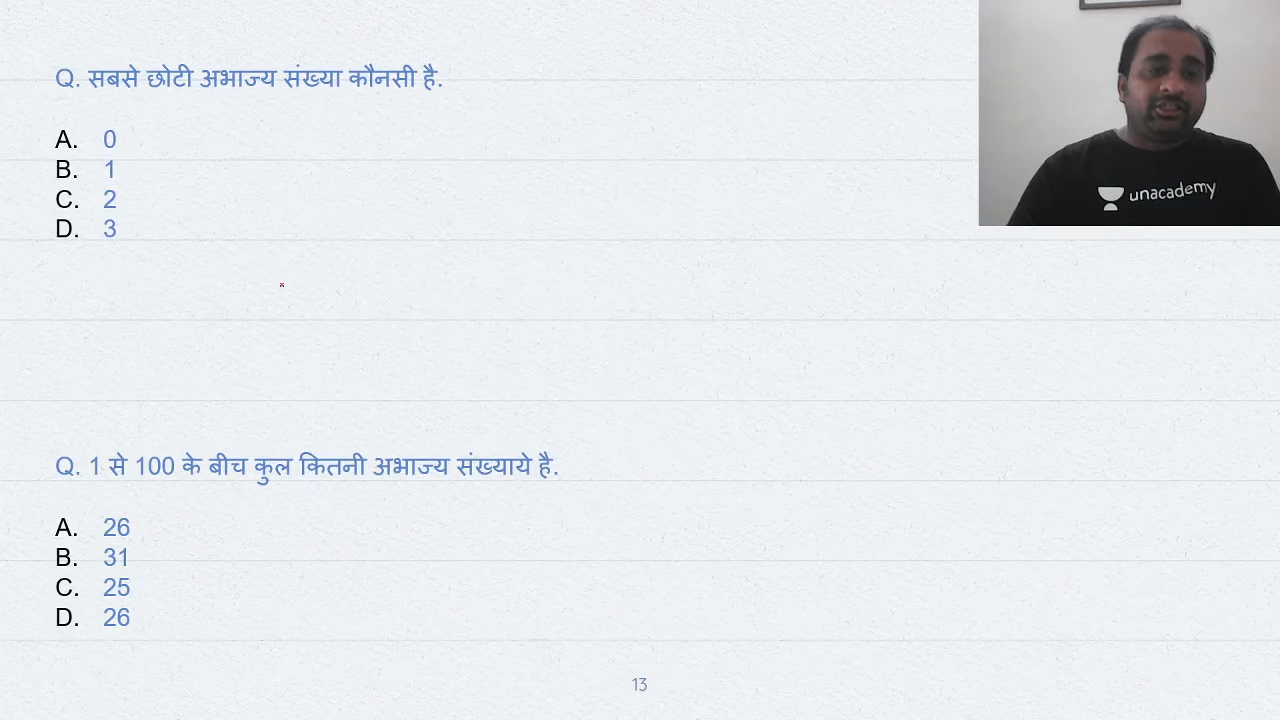 Q. सबसे छोटी अभाज्य संख्या कौनसी है.
A. 0
B. 1
C. 2
D. 3
unacademy
Q. 1 से 100 के बीच कुल कितनी अभाज्य संख्याये है.
A. 26
B. 31
C. 25
D. 26
13